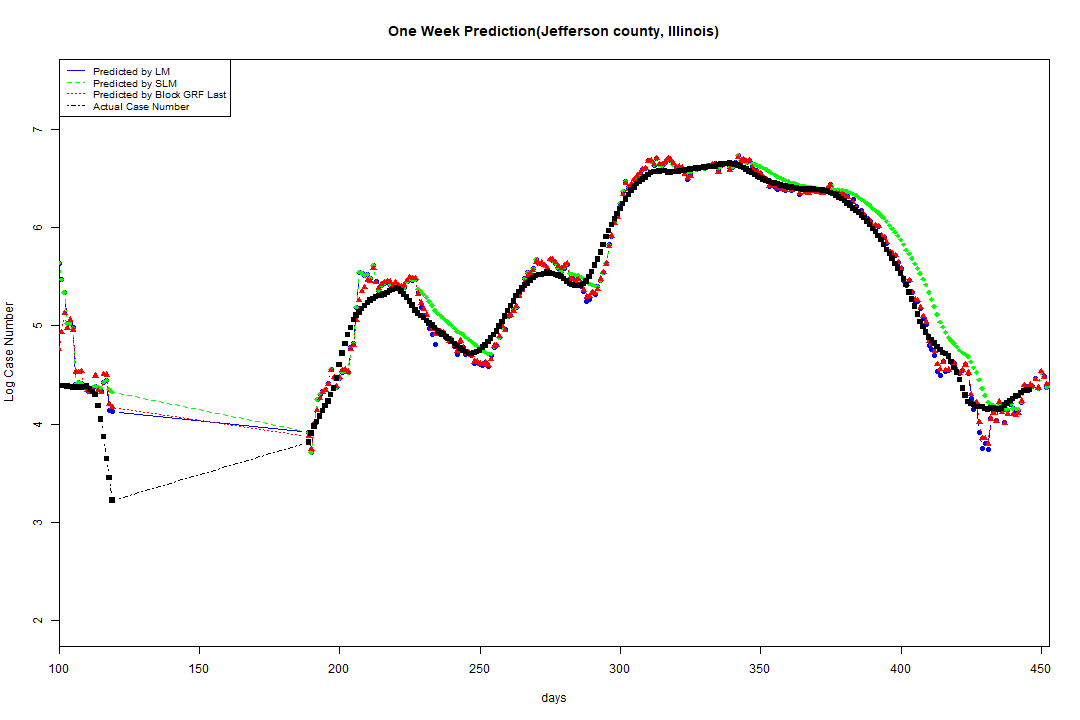 One Week Prediction(Jefferson county, Illinois)
Predicted by LM
Predicted by SLM
Predicted by Block GRF Last
Actual Case Number
7
6
5
4
3
2
Log Case Number
100 150 200 250 300 350 400 450
days